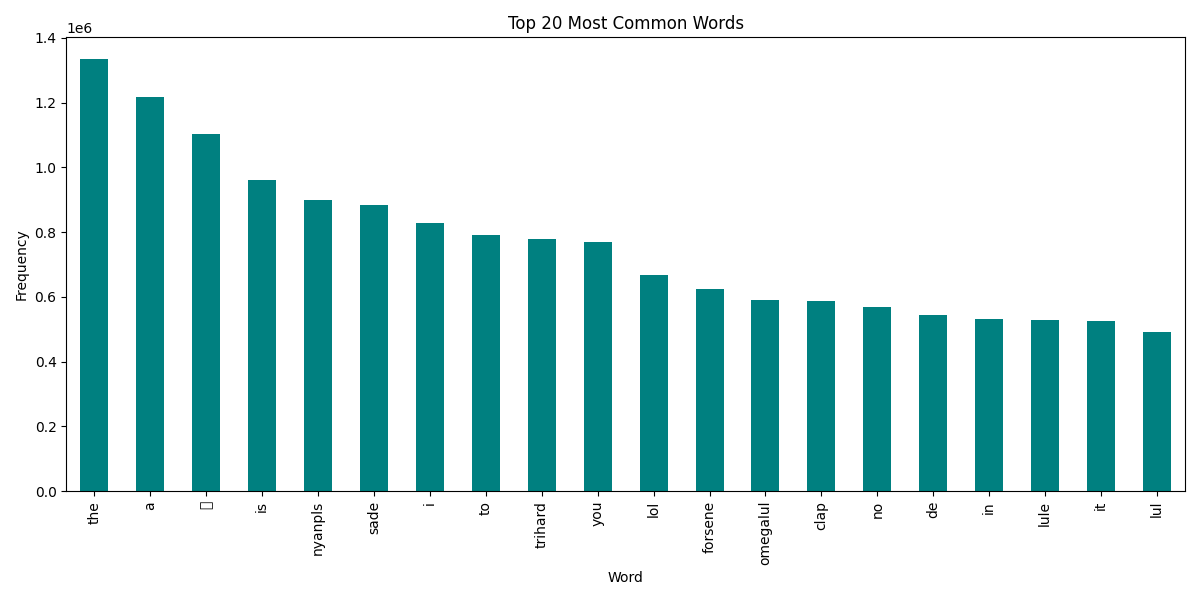 Top 20 Most Common Words
1e6
1.4
1.2
1.0
0.8
0.6
0.4
0.2
0.0
Frequency
the
a
is
nyanpls
sade
i
to
trihard
you
lol
forsene
omegalul
clap
no
de
in
lule
it
lul
Word